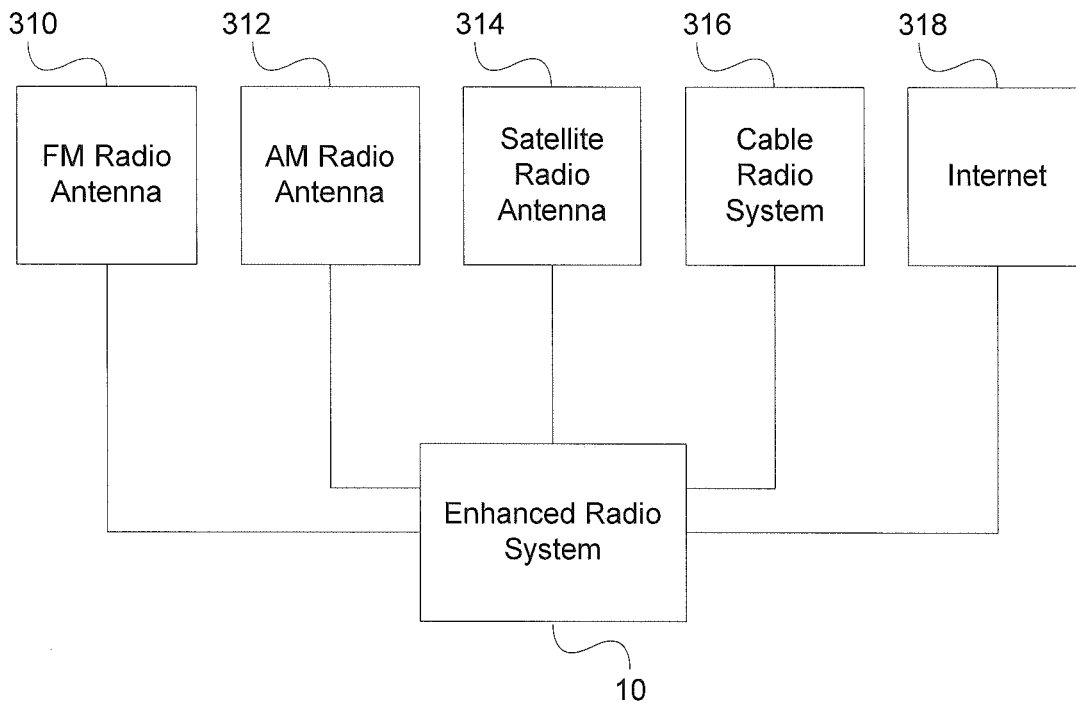 310
312
314
316
318
FM Radio
Antenna
AM Radio
Antenna
Satellite
Radio
Antenna
Cable
Radio
System
Internet
Enhanced Radio
System
10